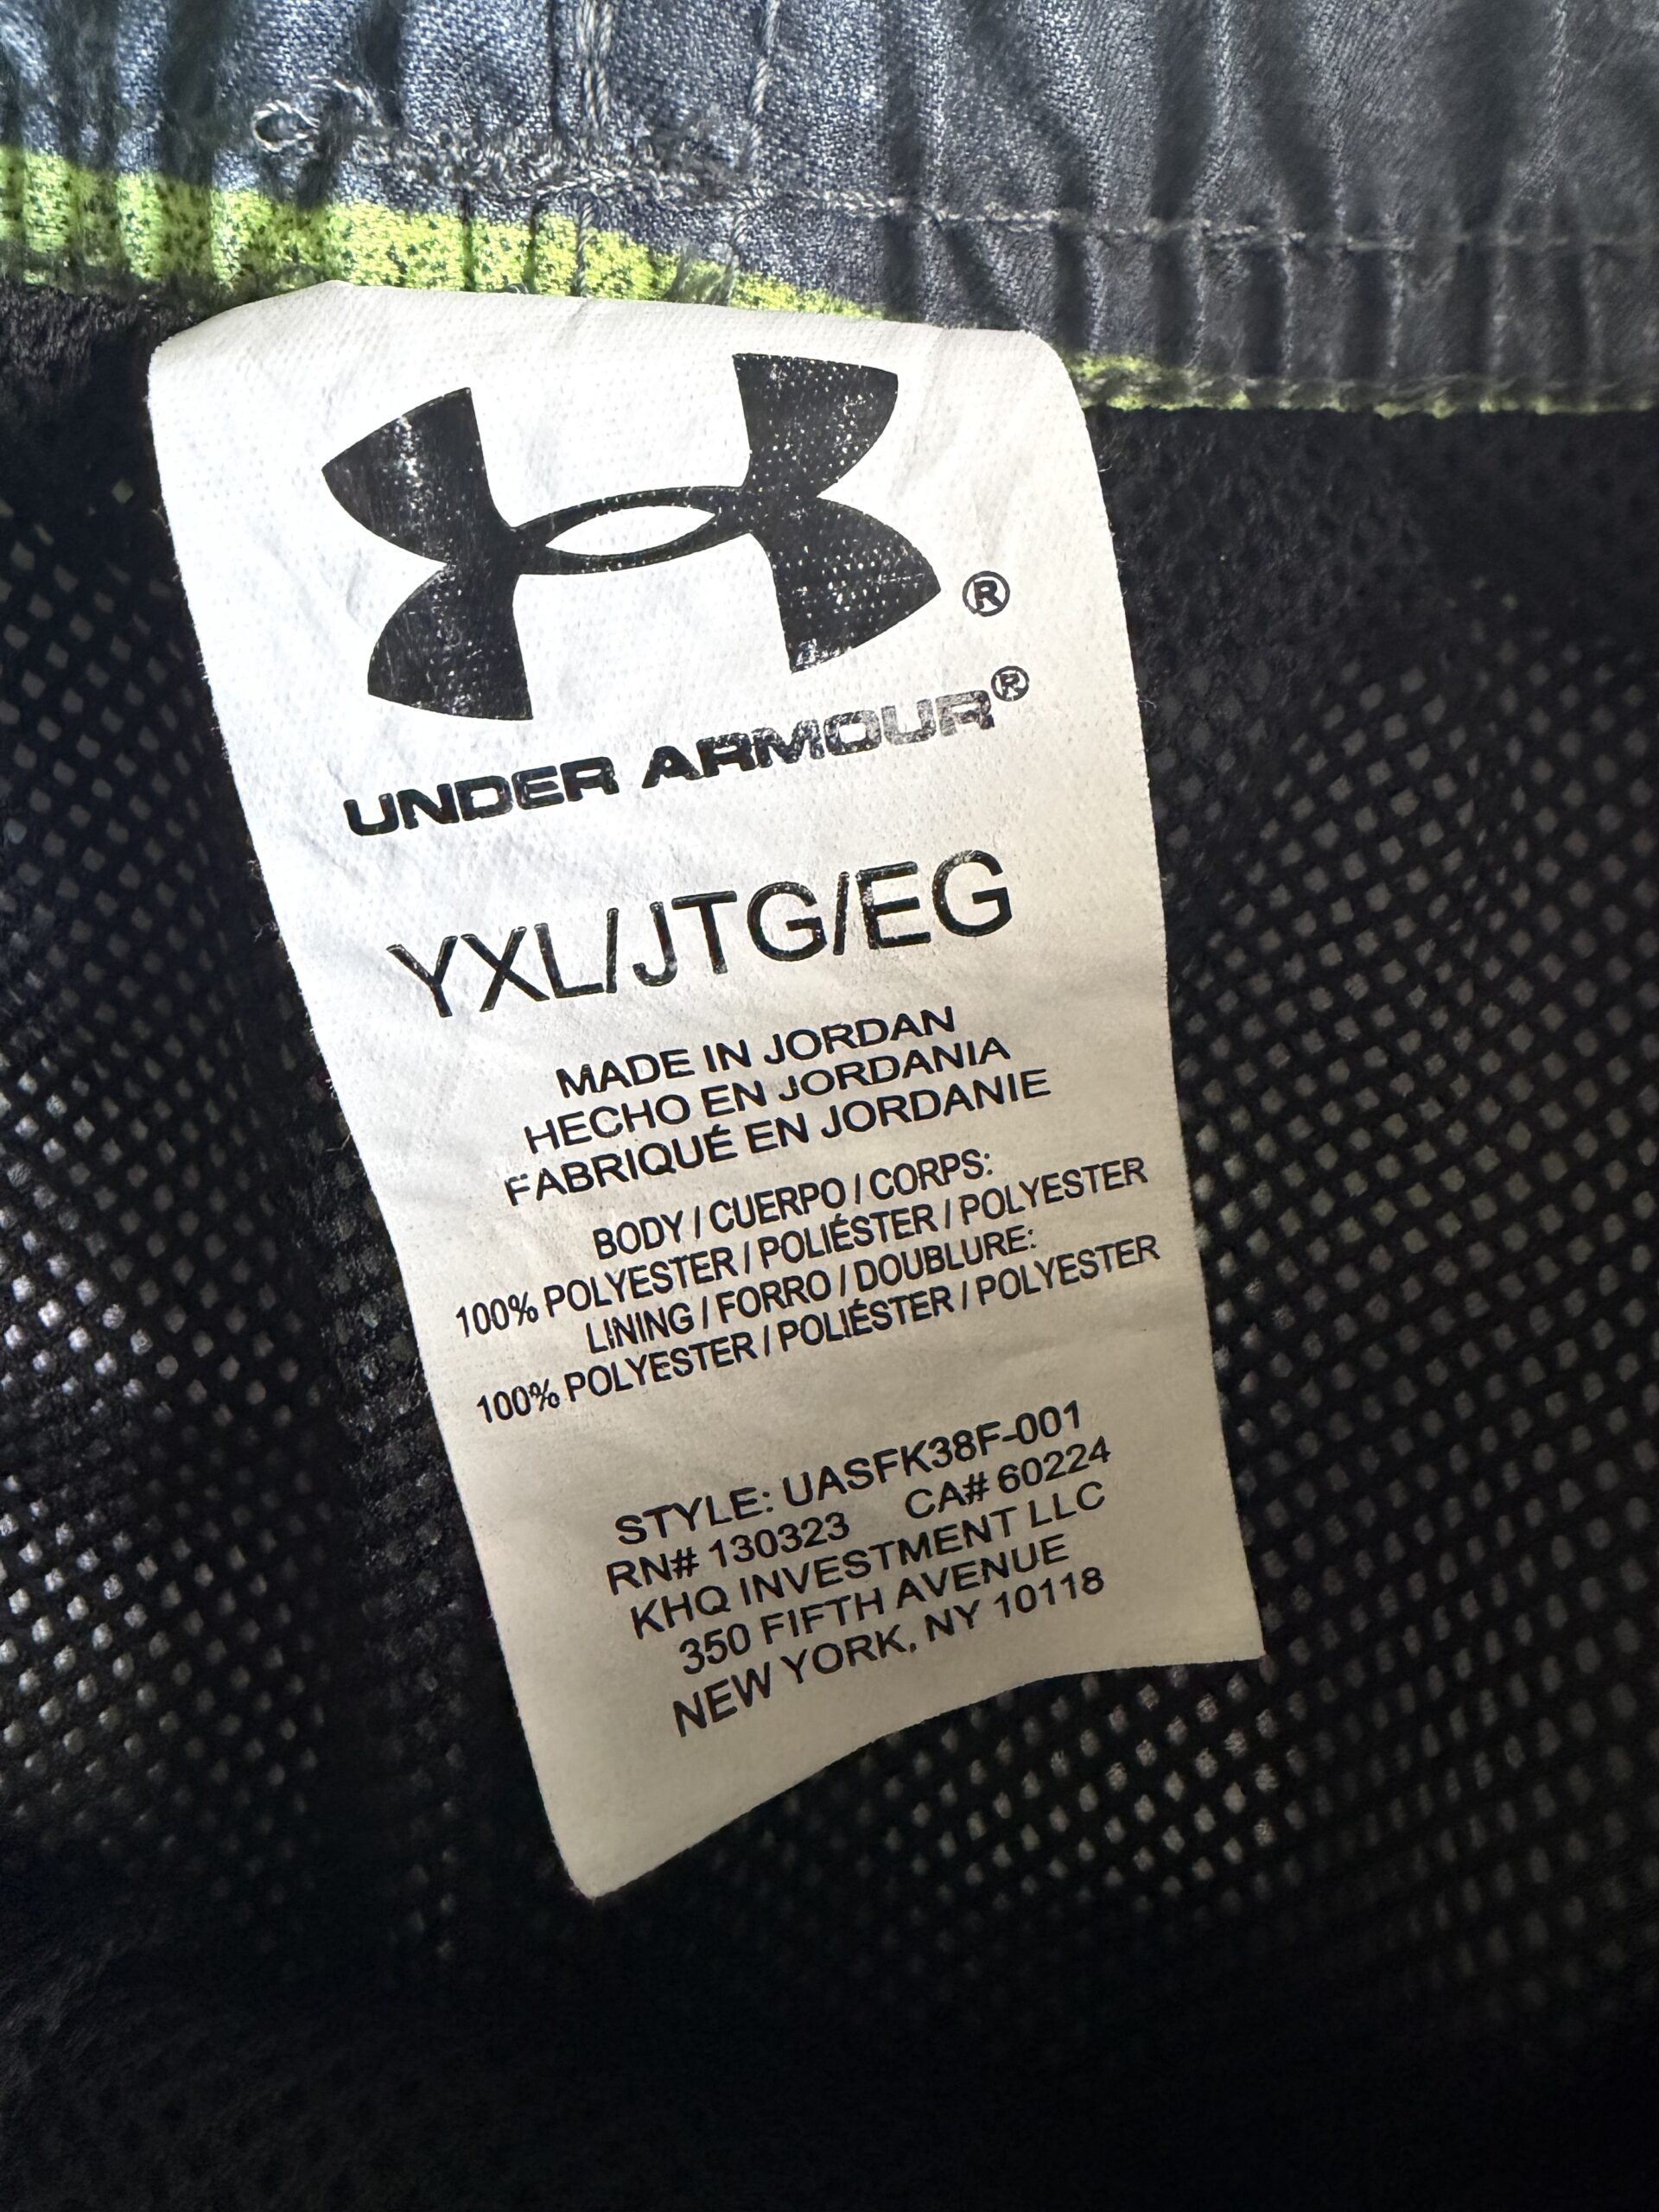 ®
UNDER ARMOUR®
YXL/JTG/EG
MADE IN JORDAN
HECHO EN JORDANIA
FABRIQUÉ EN JORDANIE
BODY / CUERPO / CORPS:
100% POLYESTER / POLIÉSTER / POLYESTER
LINING / FORRO / DOUBLURE:
100% POLYESTER / POLIÉSTER / POLYESTER
STYLE: UASFK38F-001
RN# 130323 CA# 60224
KHQ INVESTMENT LLC
350 FIFTH AVENUE
NEW YORK, NY 10118